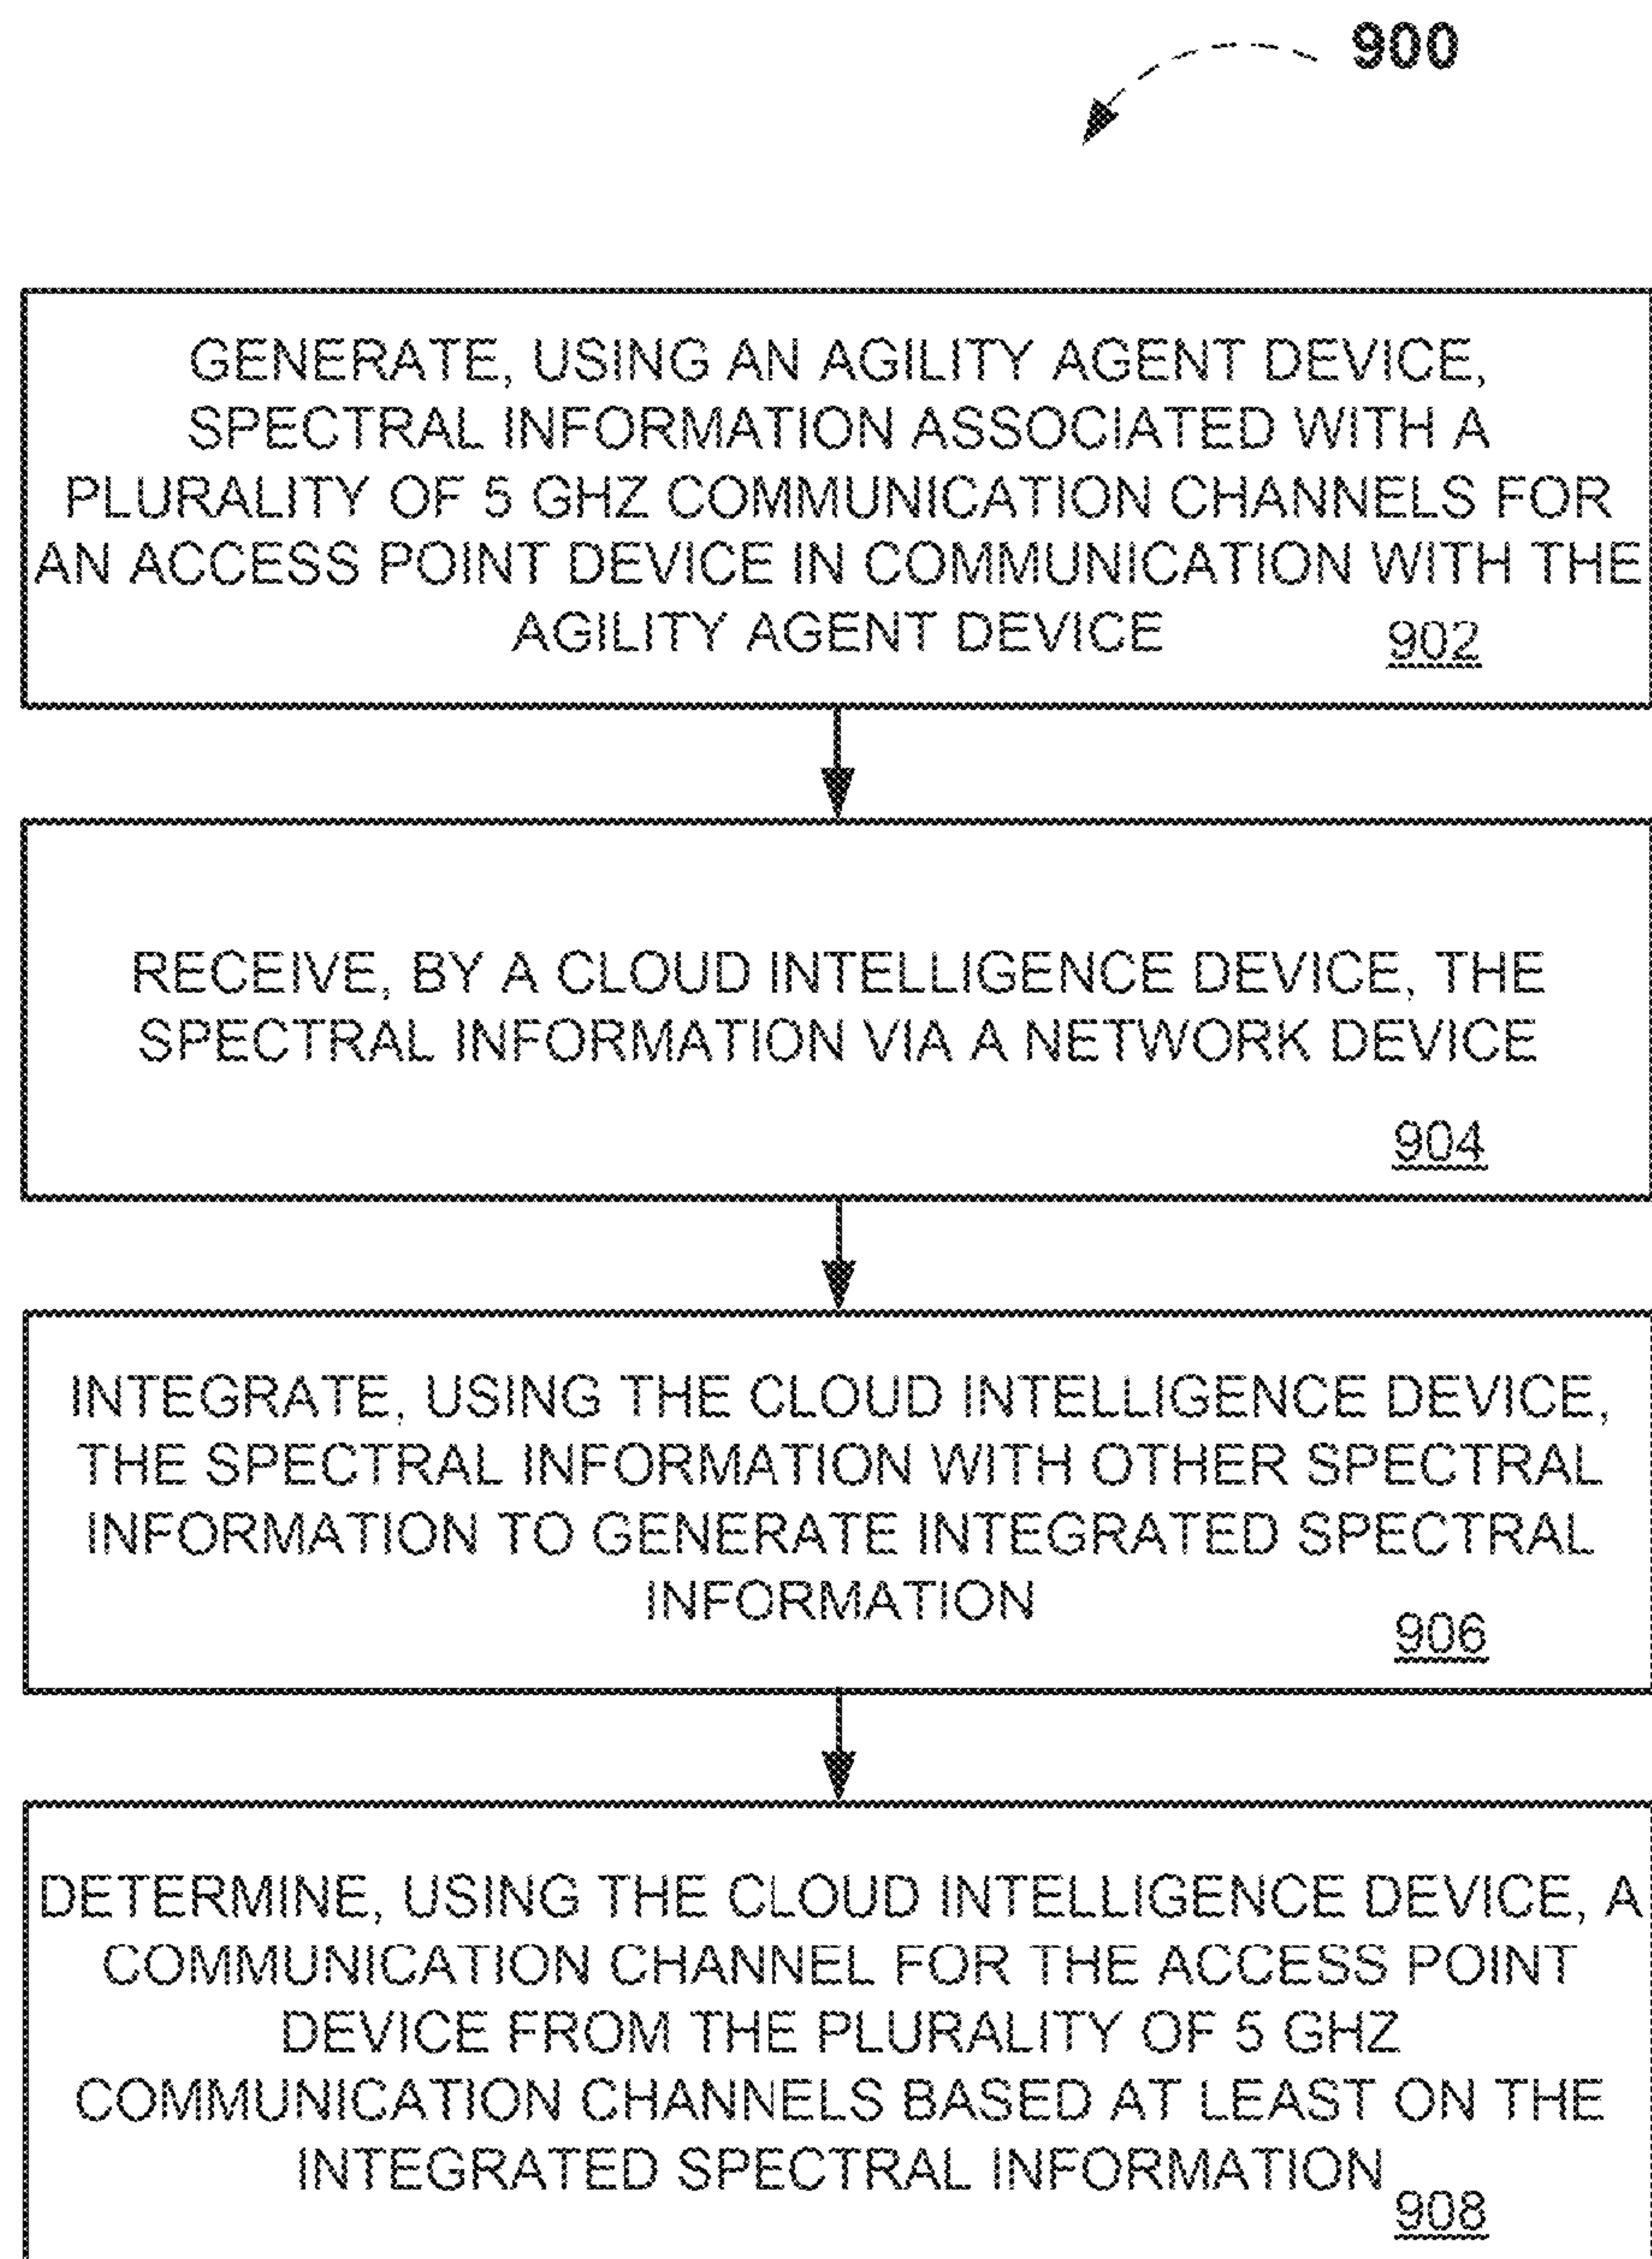 900
GENERATE, USING AN AGILITY AGENT DEVICE,
SPECTRAL INFORMATION ASSOCIATED WITH A
PLURALITY OF 5 GHZ COMMUNICATION CHANNELS FOR
AN ACCESS POINT DEVICE IN COMMUNICATION WITH THE
AGILITY AGENT DEVICE 902
RECEIVE, BY A CLOUD INTELLIGENCE DEVICE, THE
SPECTRAL INFORMATION VIA A NETWORK DEVICE
904
INTEGRATE, USING THE CLOUD INTELLIGENCE DEVICE,
THE SPECTRAL INFORMATION WITH OTHER SPECTRAL
INFORMATION TO GENERATE INTEGRATED SPECTRAL
INFORMATION
906
DETERMINE, USING THE CLOUD INTELLIGENCE DEVICE, A
COMMUNICATION CHANNEL FOR THE ACCESS POINT
DEVICE FROM THE PLURALITY OF 5 GHZ
COMMUNICATION CHANNELS BASED AT LEAST ON THE
INTEGRATED SPECTRAL INFORMATION
908